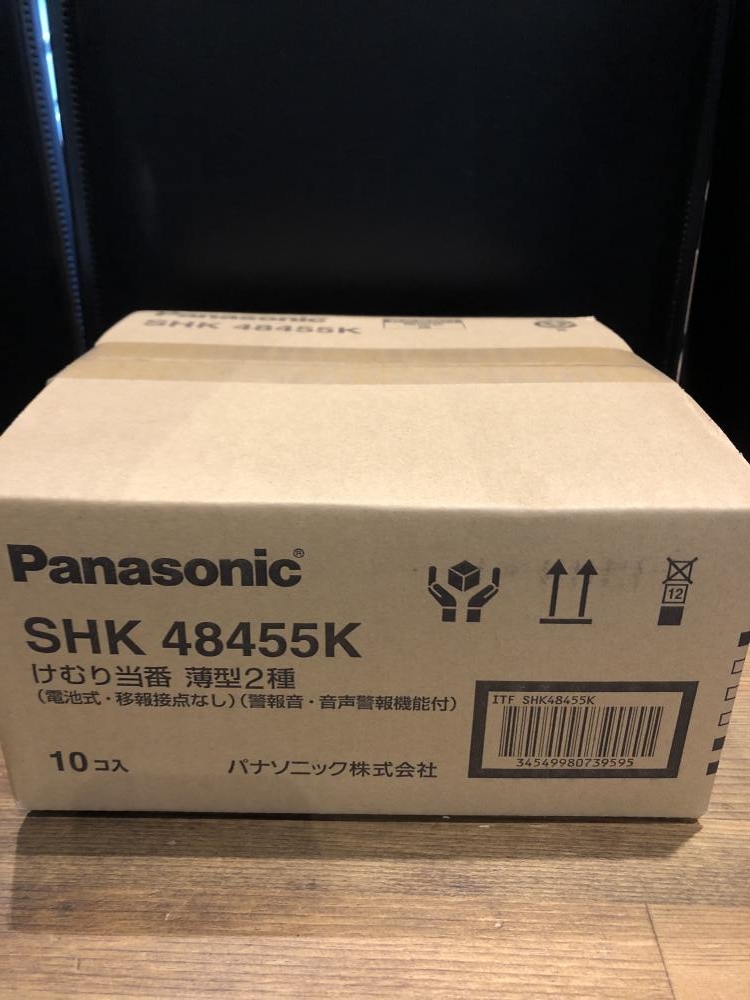 Panasonic
SHK 48455K
Panasonic®
SHK 48455K
けむり当番 薄型2種
(電池式・移報接点なし)(警報音・音声警報機能付)
10コ入
パナソニック株式会社
12
ITF SHK48455K
34549980739595